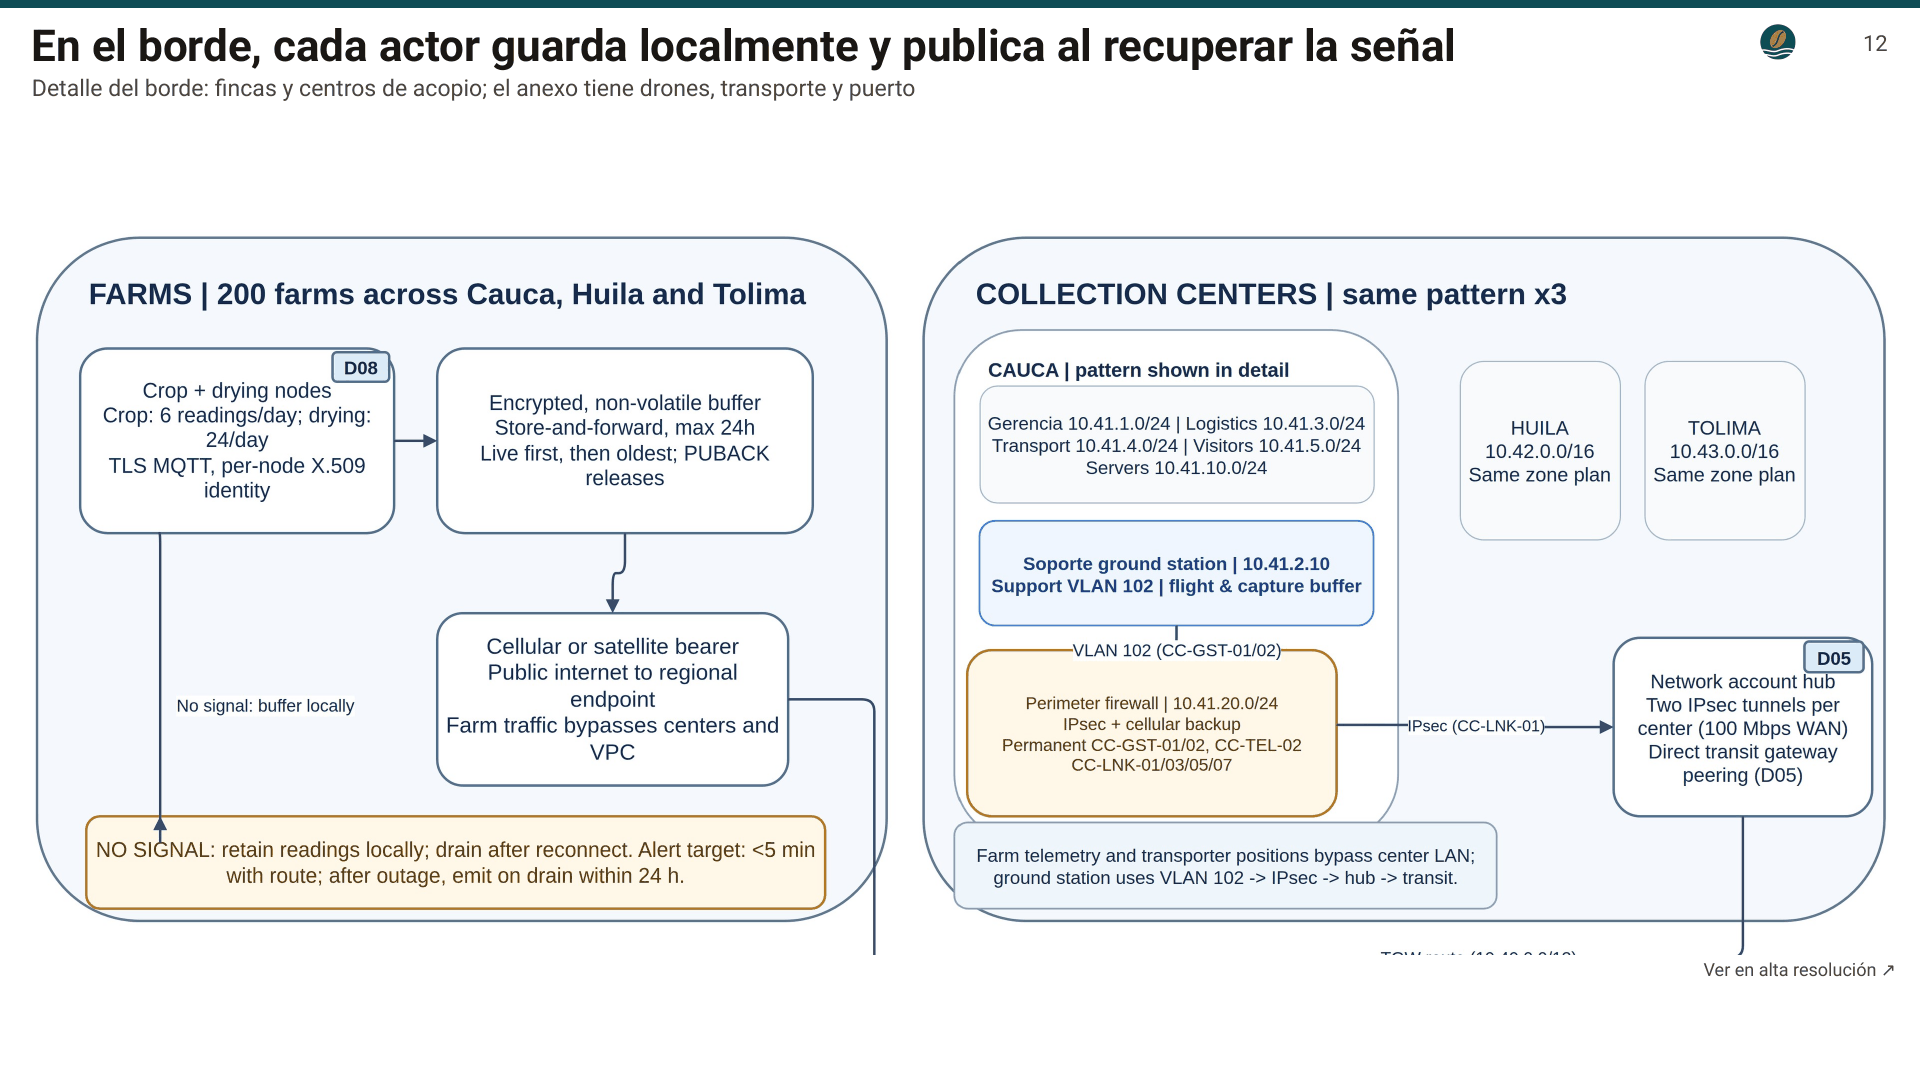 En el borde, cada actor guarda localmente y publica al recuperar la señal
12
Detalle del borde: fincas y centros de acopio; el anexo tiene drones, transporte y puerto
FARMS | 200 farms across Cauca, Huila and Tolima
D08
Crop + drying nodes
Crop: 6 readings/day; drying:
24/day
TLS MQTT, per-node X.509
identity
Encrypted, non-volatile buffer
Store-and-forward, max 24h
Live first, then oldest; PUBACK
releases
Cellular or satellite bearer
Public internet to regional
endpoint
Farm traffic bypasses centers and
VPC
No signal: buffer locally
NO SIGNAL: retain readings locally; drain after reconnect. Alert target: <5 min
with route; after outage, emit on drain within 24 h.
COLLECTION CENTERS | same pattern x3
CAUCA | pattern shown in detail
Gerencia 10.41.1.0/24 | Logistics 10.41.3.0/24
Transport 10.41.4.0/24 | Visitors 10.41.5.0/24
Servers 10.41.10.0/24
Soporte ground station | 10.41.2.10
Support VLAN 102 | flight & capture buffer
VLAN 102 (CC-GST-01/02)
Perimeter firewall | 10.41.20.0/24
IPsec + cellular backup
Permanent CC-GST-01/02, CC-TEL-02
CC-LNK-01/03/05/07
HUILA
10.42.0.0/16
Same zone plan
TOLIMA
10.43.0.0/16
Same zone plan
IPsec (CC-LNK-01)
D05
Network account hub
Two IPsec tunnels per
center (100 Mbps WAN)
Direct transit gateway
peering (D05)
Farm telemetry and transporter positions bypass center LAN;
ground station uses VLAN 102 -> IPsec -> hub -> transit.
Ver en alta resolución ↗